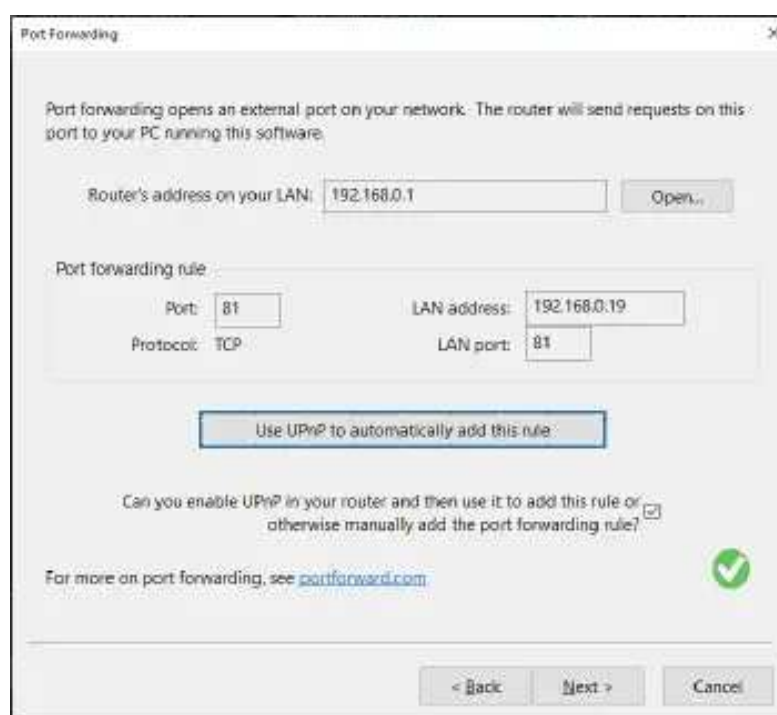 Port Forwarding
Port forwarding opens an external port on your network. The router will send requests on this
port to your PC running this software.
Router's address on your LAN: 192.168.0.1 Open...
Port forwarding rule
Port: 81 LAN address: 192.168.0.19
Protocol: TCP LAN port: 81
Use UPnP to automatically add this rule
Can you enable UPnP in your router and then use it to add this rule or
otherwise manually add the port forwarding rule?
For more on port forwarding, see portforward.com
< Back Next > Cancel